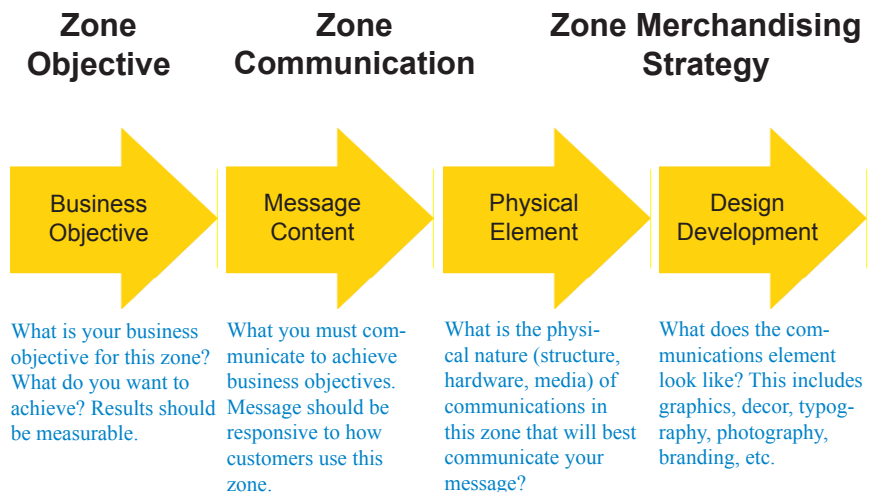 Zone
Objective
Zone
Communication
Zone Merchandising
Strategy
Business
Objective
Message
Content
Physical
Element
Design
Development
What is your business
objective for this zone?
What do you want to
achieve? Results should
be measurable.
What you must com-
municate to achieve
business objectives.
Message should be
responsive to how
customers use this
zone.
What is the physi-
cal nature (structure,
hardware, media) of
communications in
this zone that will best
communicate your
message?
What does the com-
munications element
look like? This includes
graphics, decor, typog-
raphy, photography,
branding, etc.